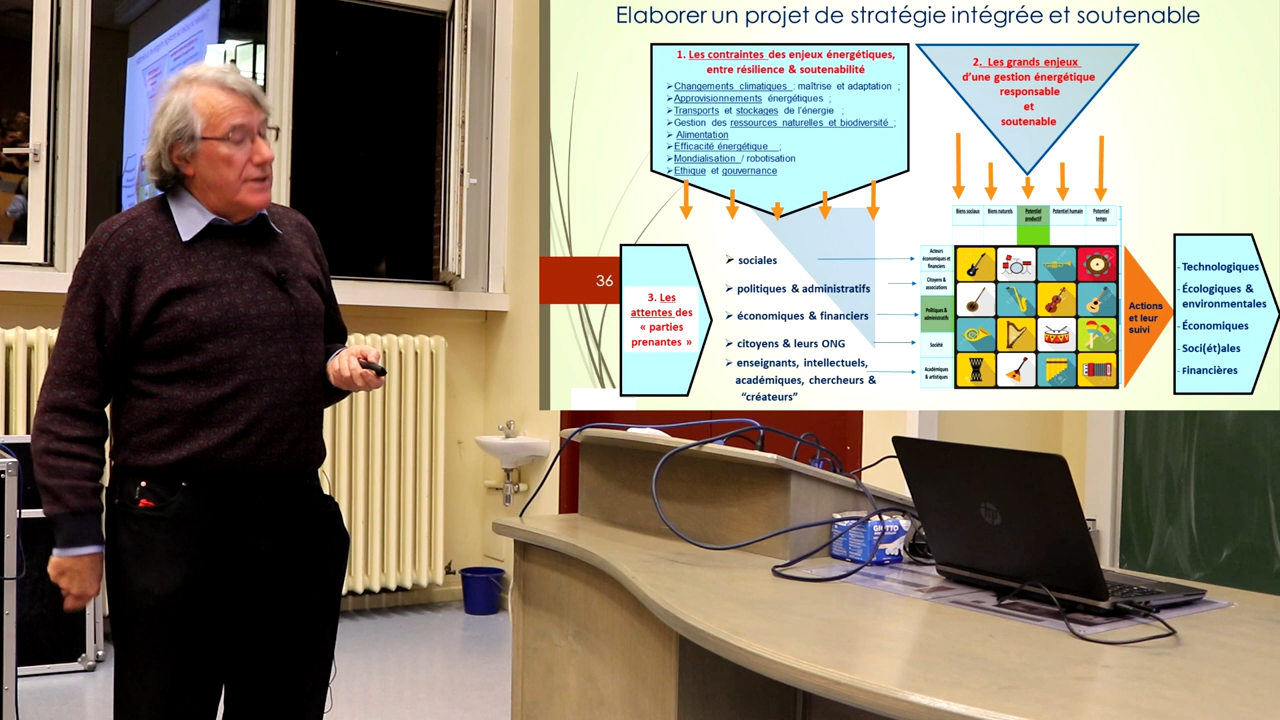 Elaborer un projet de stratégie intégrée et soutenable
1. Les contraintes des enjeux énergétiques,
entre résilience & soutenabilité
➢Changements climatiques : maîtrise et adaptation ;
➢Approvisionnements énergétiques ;
➢Transports et stockages de l'énergie ;
➢Gestion des ressources naturelles et biodiversité ;
➢Alimentation
➢Efficacité énergétique ;
➢Mondialisation / robotisation
➢Ethique et gouvernance
2. Les grands enjeux
d'une gestion énergétique
responsable
et
soutenable
36
3. Les
attentes des
« parties
prenantes »
➢ sociales
➢ politiques & administratifs
➢ économiques & financiers
➢ citoyens & leurs ONG
➢ enseignants, intellectuels,
académiques, chercheurs &
"créateurs"
Biens sociaux
Biens naturels
Potentiel
productif
Potentiel humain
Potentiel
temps
Acteurs
économiques et
financiers
Citoyens &
associations
Politiques &
administratifs
Société
Académiques
& artistiques
Actions
et leur
suivi
- Technologiques
- Écologiques &
environnementales
- Économiques
- Soci(ét)ales
- Financières
hp
GIOTTO